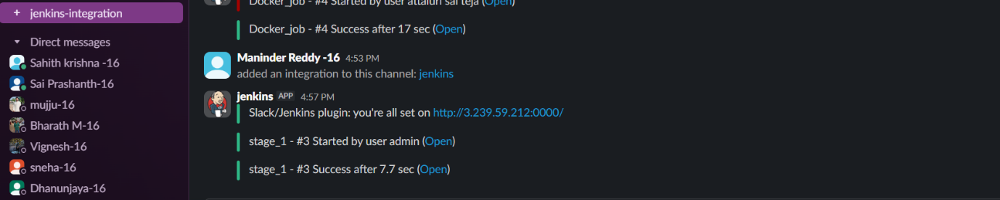 + jenkins-integration
Direct messages
Sahith krishna -16
Sai Prashanth-16
mujju-16
Bharath M-16
Vignesh-16
sneha-16
Dhanunjaya-16
Docker_job - #4 Started by user attaluri sai teja (Open)
Docker_job - #4 Success after 17 sec (Open)
Maninder Reddy -16 4:53 PM
added an integration to this channel: jenkins
jenkins APP 4:57 PM
Slack/Jenkins plugin: you're all set on http://3.239.59.212:0000/
stage_1 - #3 Started by user admin (Open)
stage_1 - #3 Success after 7.7 sec (Open)